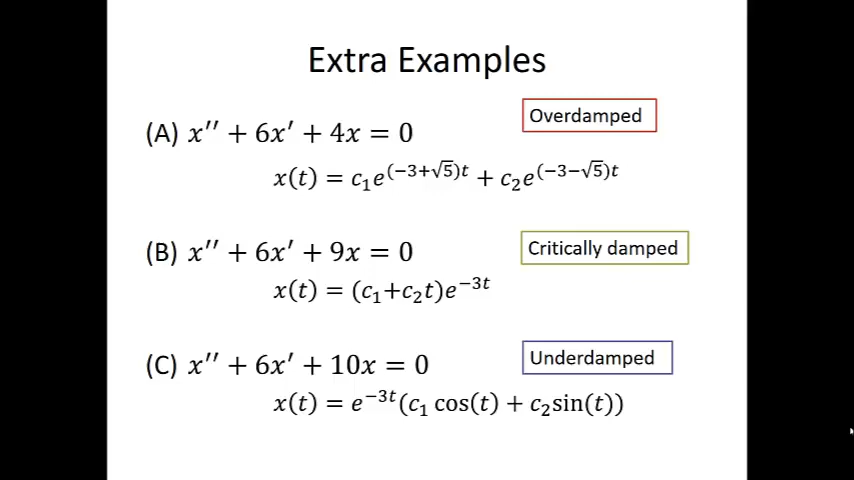 Extra Examples
(A) x′′ + 6x′ + 4x = 0
Overdamped
x(t) = c₁e^(−3+√5)t + c₂e^(−3−√5)t
(B) x′′ + 6x′ + 9x = 0
Critically damped
x(t) = (c₁+c₂t)e^−3t
(C) x′′ + 6x′ + 10x = 0
Underdamped
x(t) = e^−3t(c₁ cos(t) + c₂sin(t))